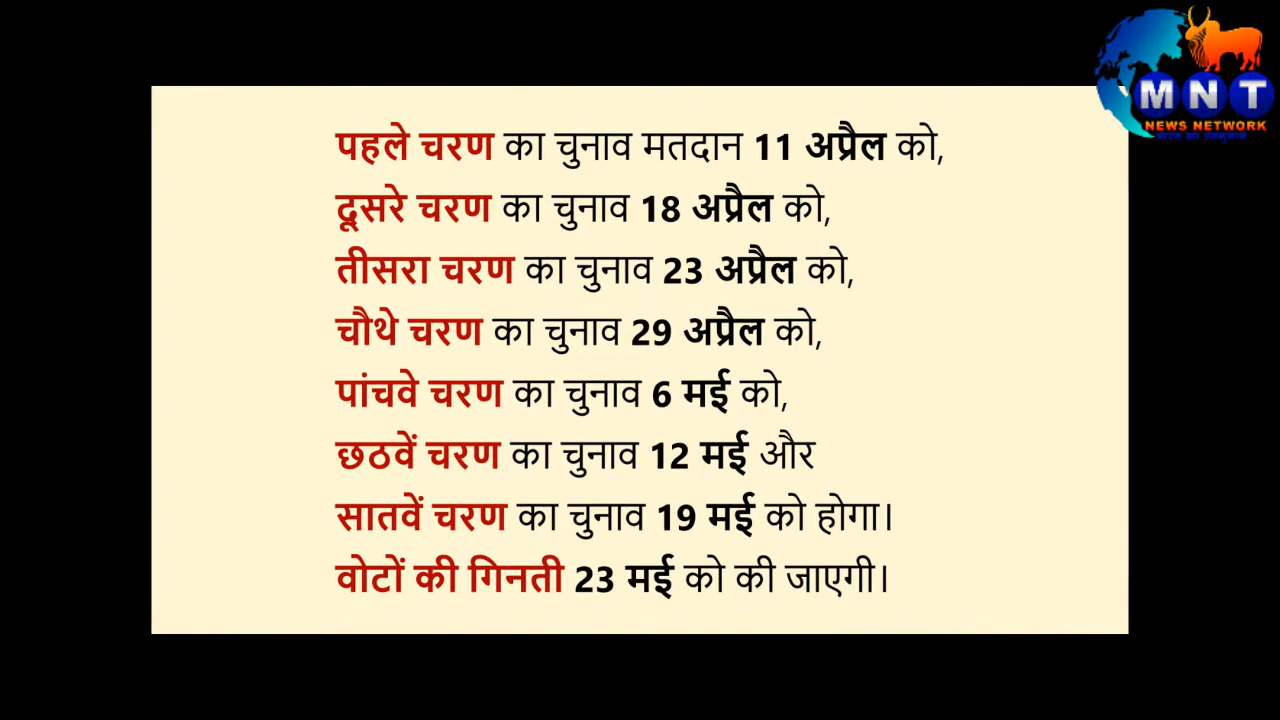 MNT
NEWS NETWORK
पहले चरण का चुनाव मतदान 11 अप्रैल को,
दूसरे चरण का चुनाव 18 अप्रैल को,
तीसरा चरण का चुनाव 23 अप्रैल को,
चौथे चरण का चुनाव 29 अप्रैल को,
पांचवे चरण का चुनाव 6 मई को,
छठवें चरण का चुनाव 12 मई और
सातवें चरण का चुनाव 19 मई को होगा।
वोटों की गिनती 23 मई को की जाएगी।